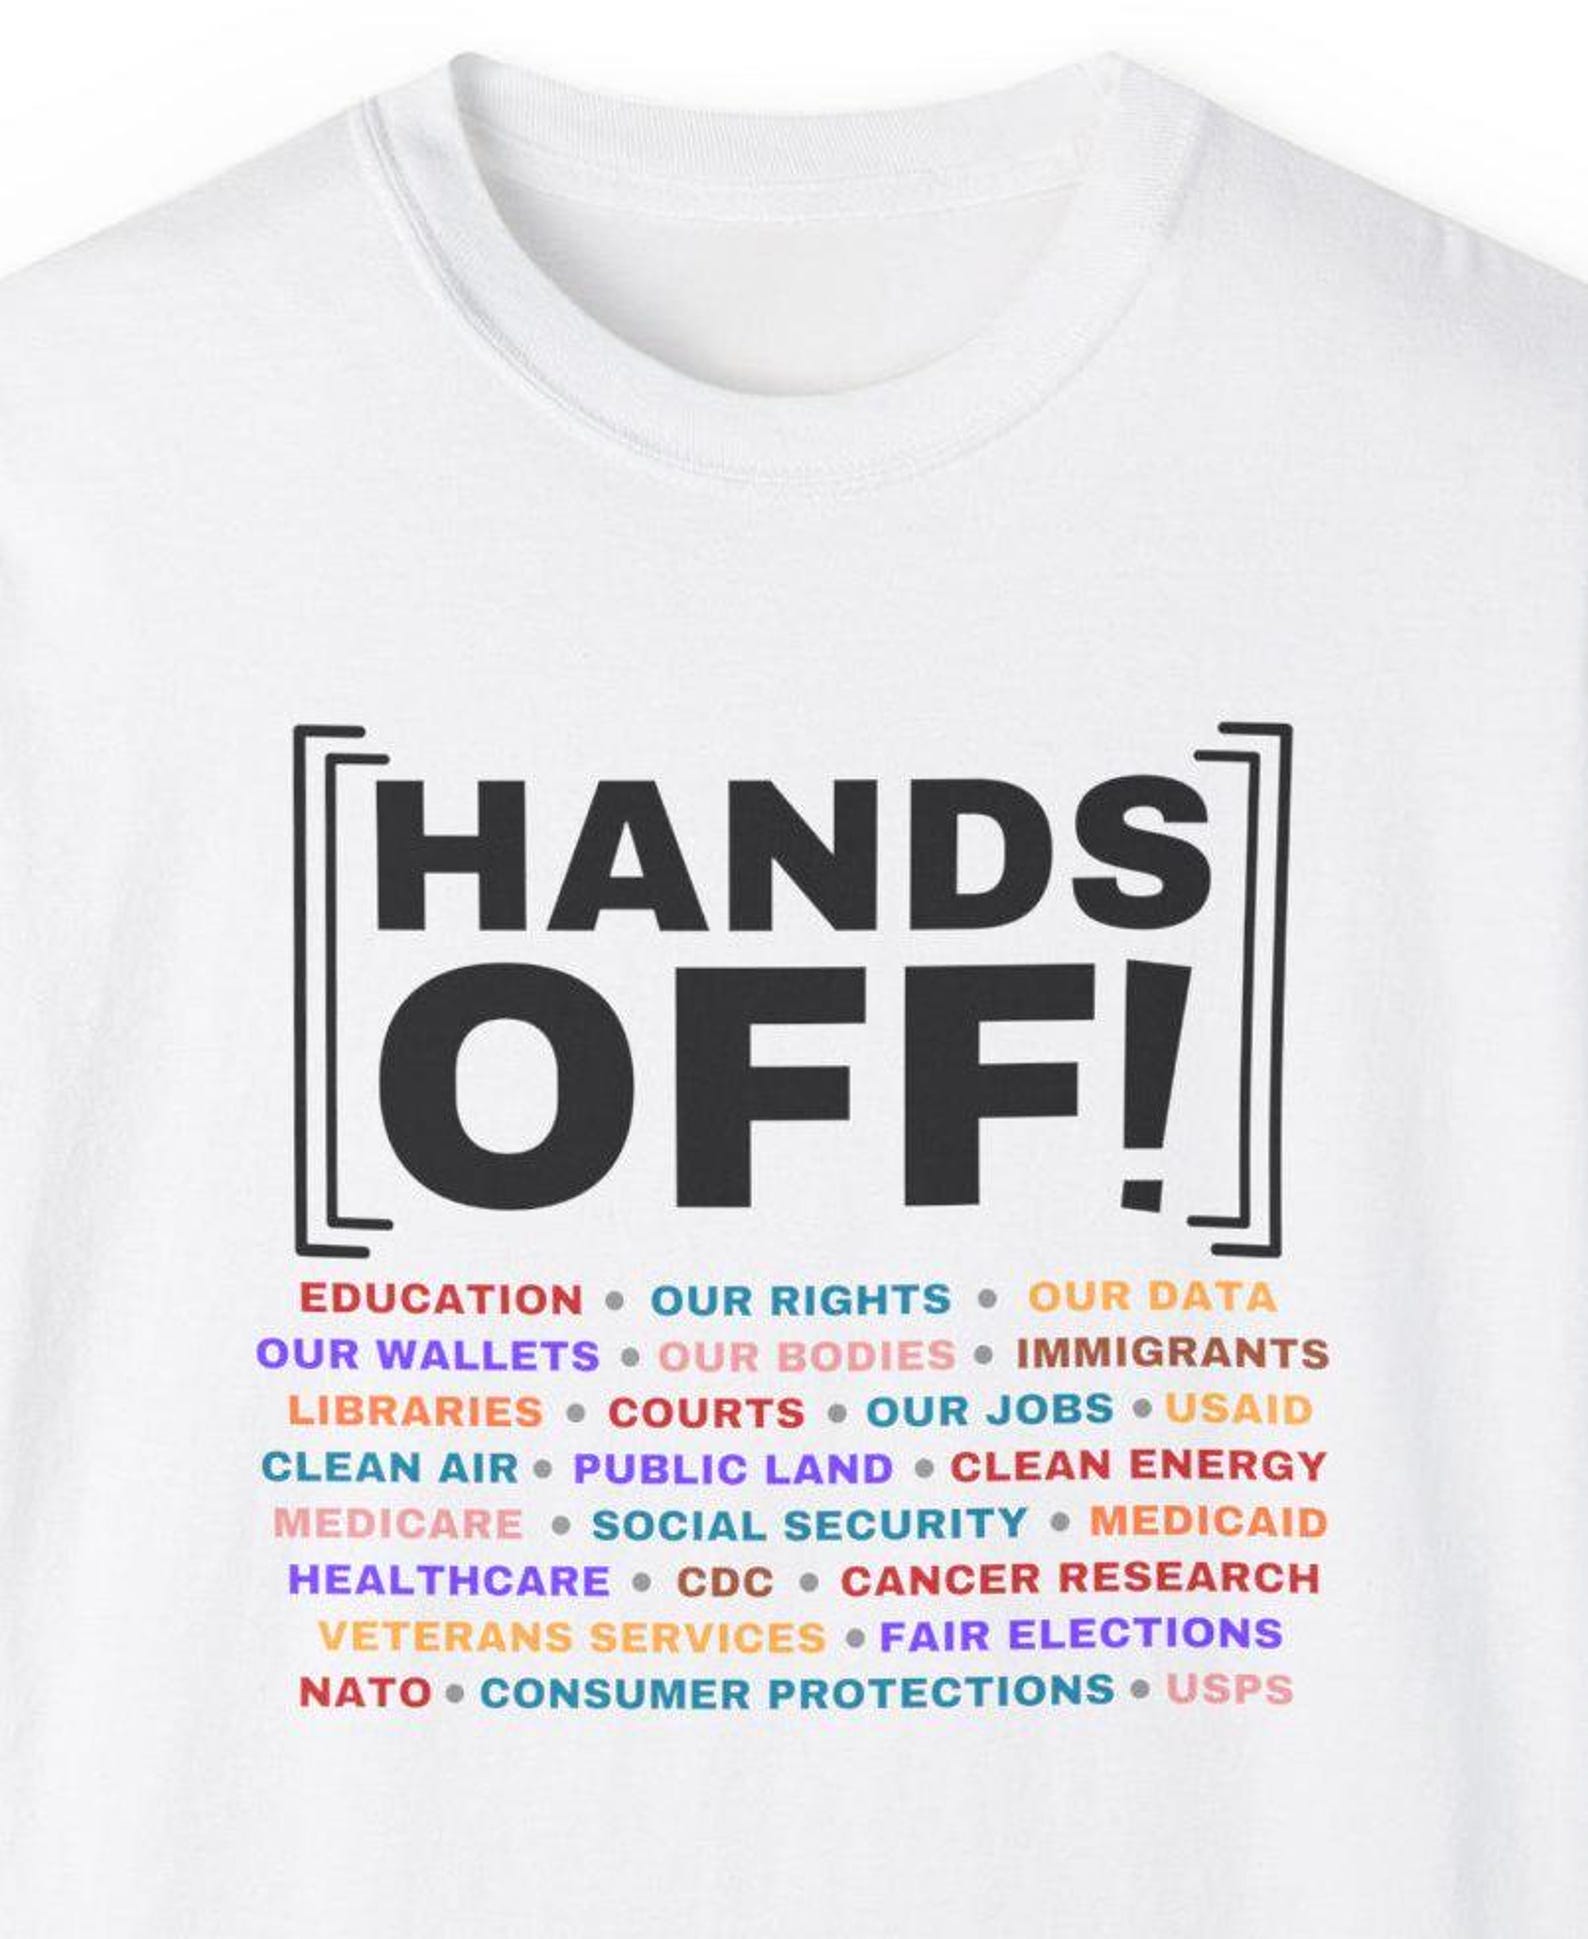 HANDS
OFF!
EDUCATION • OUR RIGHTS • OUR DATA
OUR WALLETS • OUR BODIES • IMMIGRANTS
LIBRARIES • COURTS • OUR JOBS • USAID
CLEAN AIR • PUBLIC LAND • CLEAN ENERGY
MEDICARE • SOCIAL SECURITY • MEDICAID
HEALTHCARE • CDC • CANCER RESEARCH
VETERANS SERVICES • FAIR ELECTIONS
NATO • CONSUMER PROTECTIONS • USPS